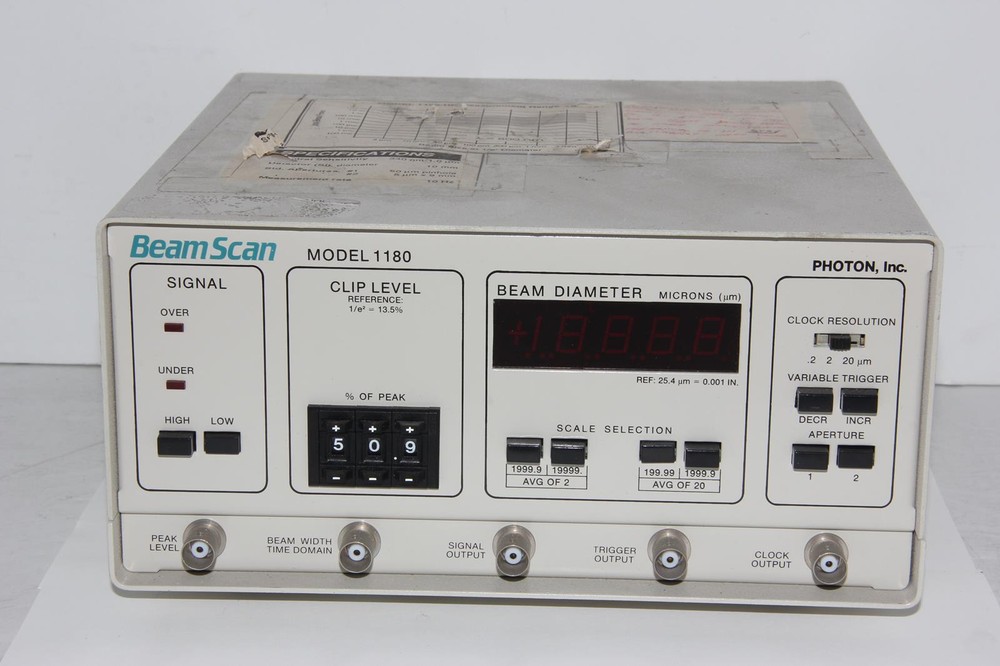 SPECIFICATIONS
Measurement rate
BeamScan
MODEL 1180
PHOTON, Inc.
SIGNAL
OVER
UNDER
HIGH LOW
CLIP LEVEL
REFERENCE:
1/e² = 13.5%
% OF PEAK
+ + +
5 0 .9
− − −
BEAM DIAMETER MICRONS (μm)
+18888
REF: 25.4 μm = 0.001 IN.
SCALE SELECTION
1999.9 19999. 199.99 1999.9
AVG OF 2 AVG OF 20
CLOCK RESOLUTION
.2 2 20 μm
VARIABLE TRIGGER
DECR INCR
APERTURE
1 2
PEAK LEVEL
BEAM WIDTH TIME DOMAIN
SIGNAL OUTPUT
TRIGGER OUTPUT
CLOCK OUTPUT